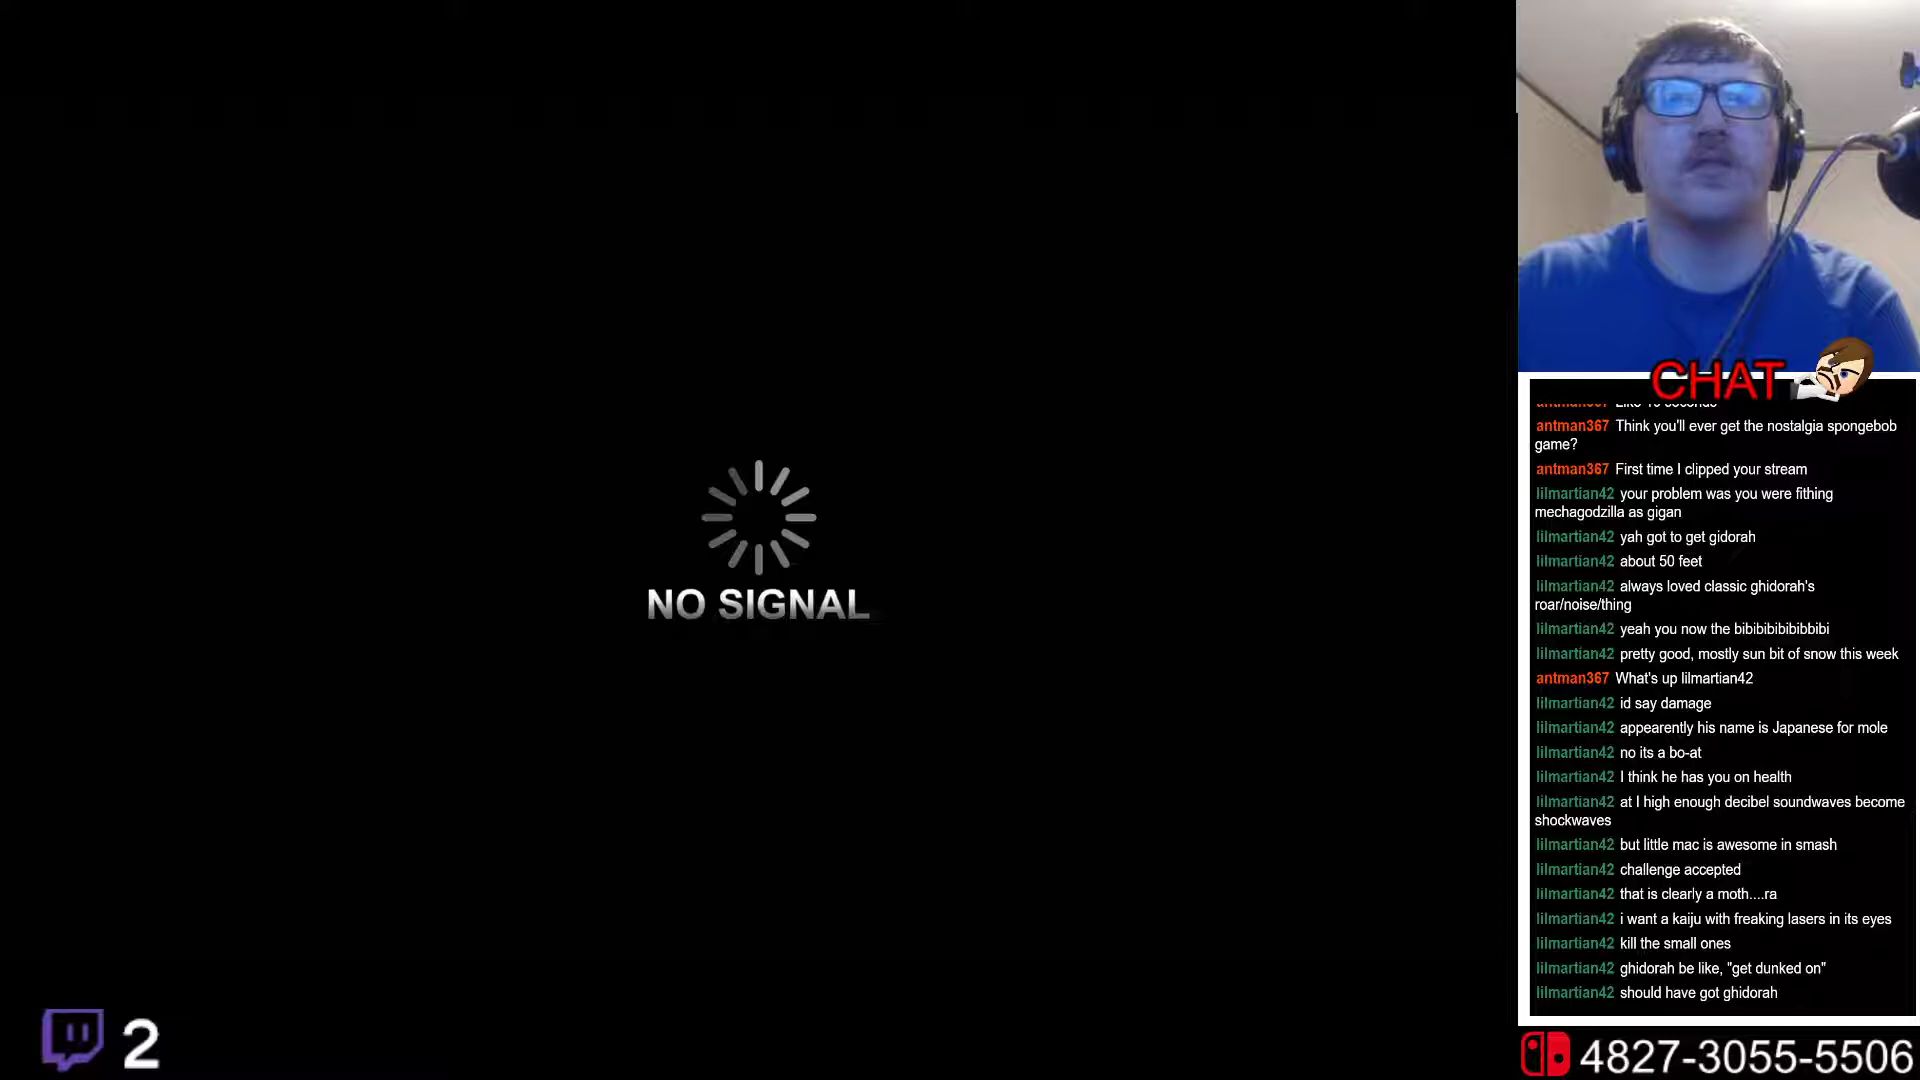 NO SIGNAL
2
CHAT
antman367 Think you'll ever get the nostalgia spongebob
game?
antman367 First time I clipped your stream
lilmartian42 your problem was you were fithing
mechagodzilla as gigan
lilmartian42 yah got to get gidorah
lilmartian42 about 50 feet
lilmartian42 always loved classic ghidorah's
roar/noise/thing
lilmartian42 yeah you now the bibibibibibibbibi
lilmartian42 pretty good, mostly sun bit of snow this week
antman367 What's up lilmartian42
lilmartian42 id say damage
lilmartian42 appearently his name is Japanese for mole
lilmartian42 no its a bo-at
lilmartian42 I think he has you on health
lilmartian42 at I high enough decibel soundwaves become
shockwaves
lilmartian42 but little mac is awesome in smash
lilmartian42 challenge accepted
lilmartian42 that is clearly a moth....ra
lilmartian42 i want a kaiju with freaking lasers in its eyes
lilmartian42 kill the small ones
lilmartian42 ghidorah be like, "get dunked on"
lilmartian42 should have got ghidorah
4827-3055-5506